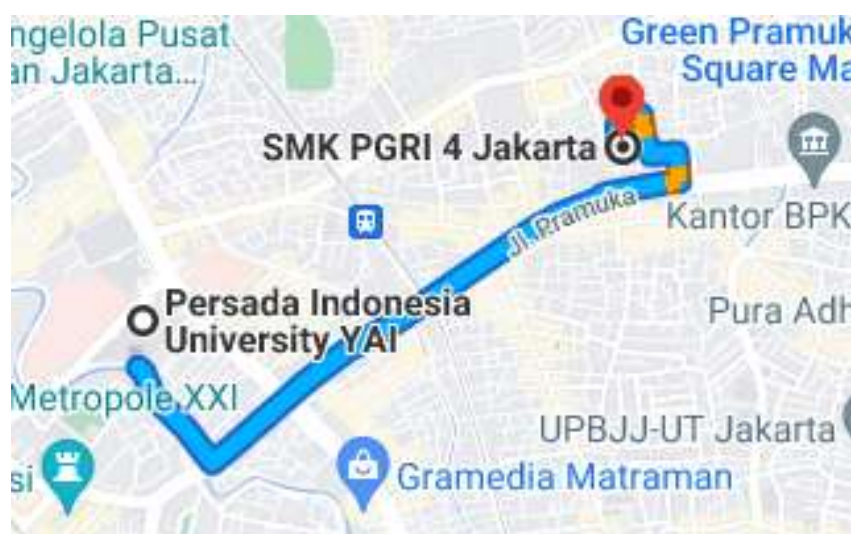 ngelola Pusat
an Jakarta...
Green Pramuk
Square Ma
SMK PGRI 4 Jakarta
Jl. Pramuka
Kantor BPK
Persada Indonesia
University YAI
Pura Adh
Metropole XXI
UPBJJ-UT Jakarta
si
Gramedia Matraman